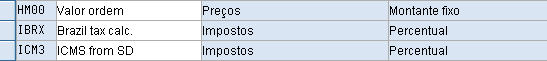 HM00 Valor ordem Preços Montante fixo
IBRX Brazil tax calc. Impostos Percentual
ICM3 ICMS from SD Impostos Percentual